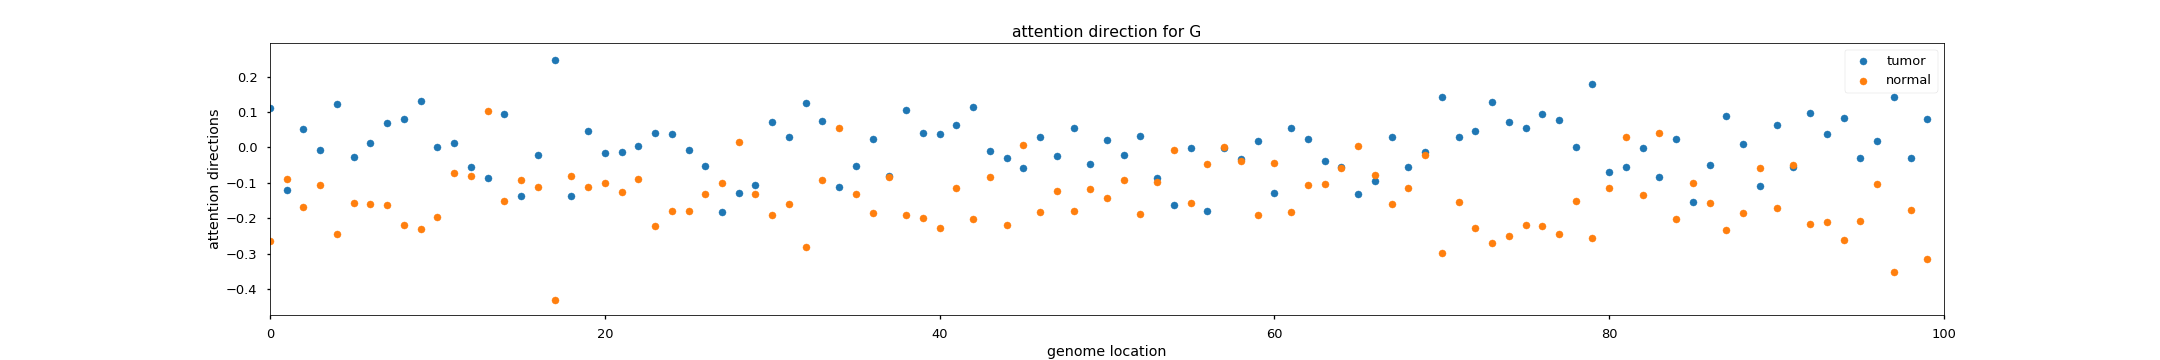 attention direction for G
tumor
normal
attention directions
0.2
0.1
0.0
−0.1
−0.2
−0.3
−0.4
0 20 40 60 80 100
genome location